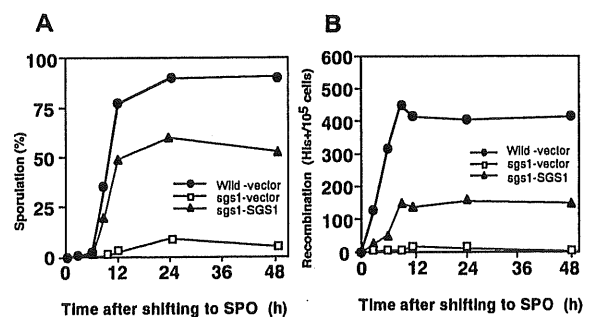 A
B
Sporulation (%)
100
75
50
25
0
Wild -vector
sgs1-vector
sgs1-SGS1
0 12 24 36 48
Time after shifting to SPO (h)
Recombination (His+/10⁵ cells)
600
500
400
300
200
100
0
Wild -vector
sgs1-vector
sgs1-SGS1
0 12 24 36 48
Time after shifting to SPO (h)